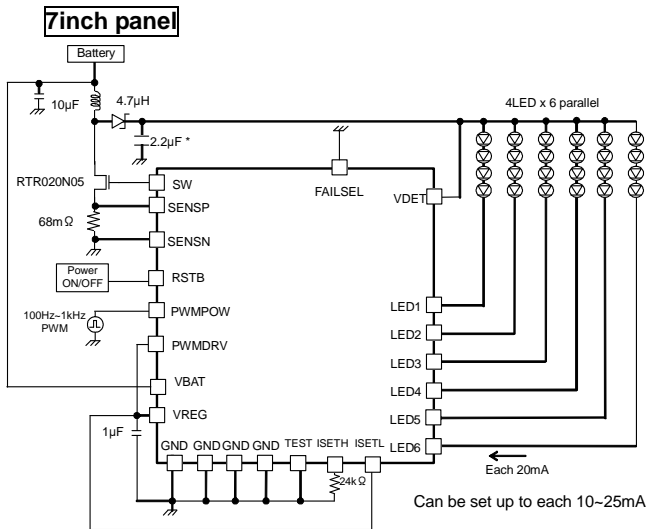 7inch panel
Battery
10μF
4.7μH
2.2μF *
4LED x 6 parallel
RTR020N05
SW
FAILSEL
VDET
SENSP
68mΩ
SENSN
Power
ON/OFF
RSTB
100Hz~1kHz
PWM
PWMPOW
LED1
PWMDRV
LED2
LED3
VBAT
LED4
VREG
LED5
1μF
GND GND GND GND TEST ISETH ISETL
LED6
24kΩ
Each 20mA
Can be set up to each 10~25mA